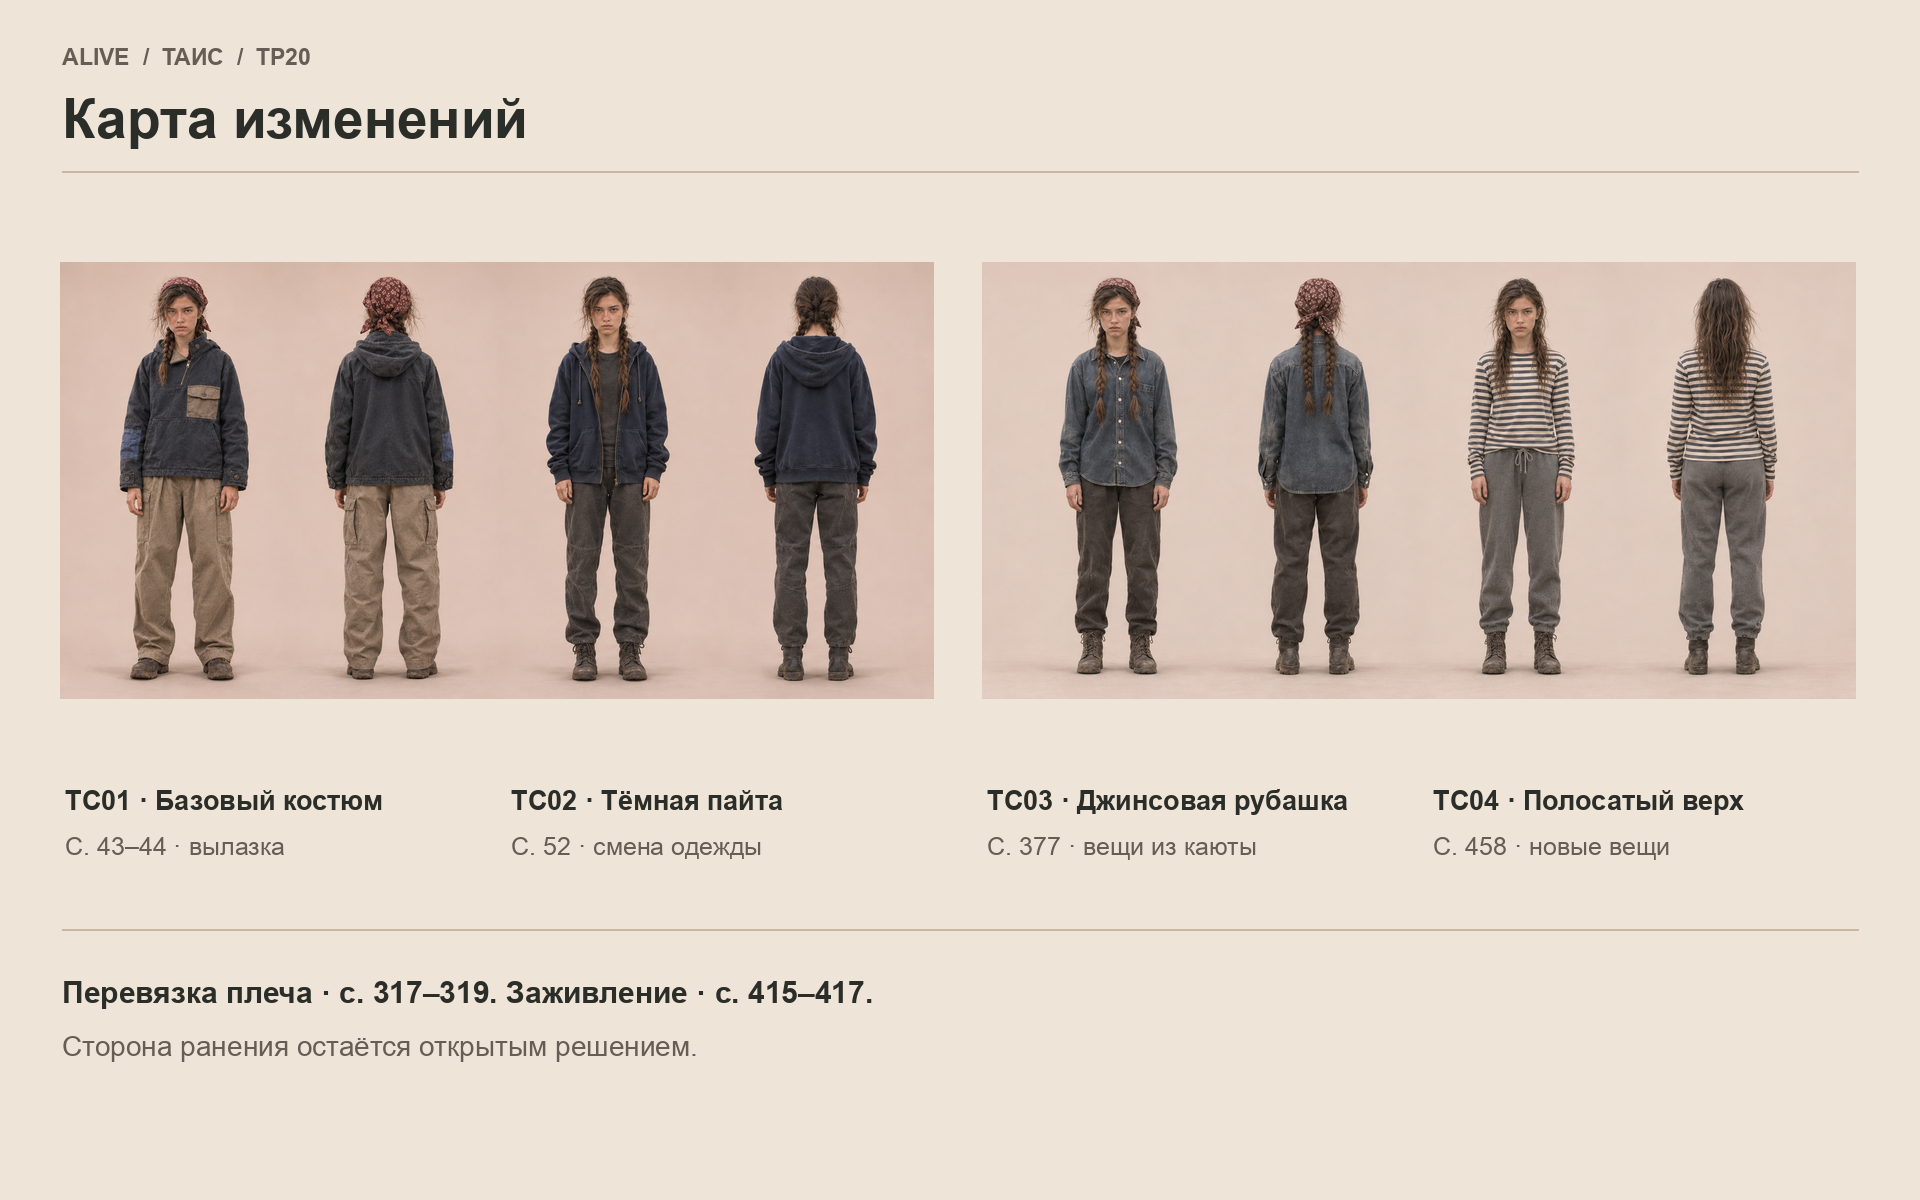 ALIVE / ТАИС / TP20
Карта изменений
TC01 · Базовый костюм
С. 43–44 · вылазка
TC02 · Тёмная пайта
С. 52 · смена одежды
TC03 · Джинсовая рубашка
С. 377 · вещи из каюты
TC04 · Полосатый верх
С. 458 · новые вещи
Перевязка плеча · с. 317–319. Заживление · с. 415–417.
Сторона ранения остаётся открытым решением.